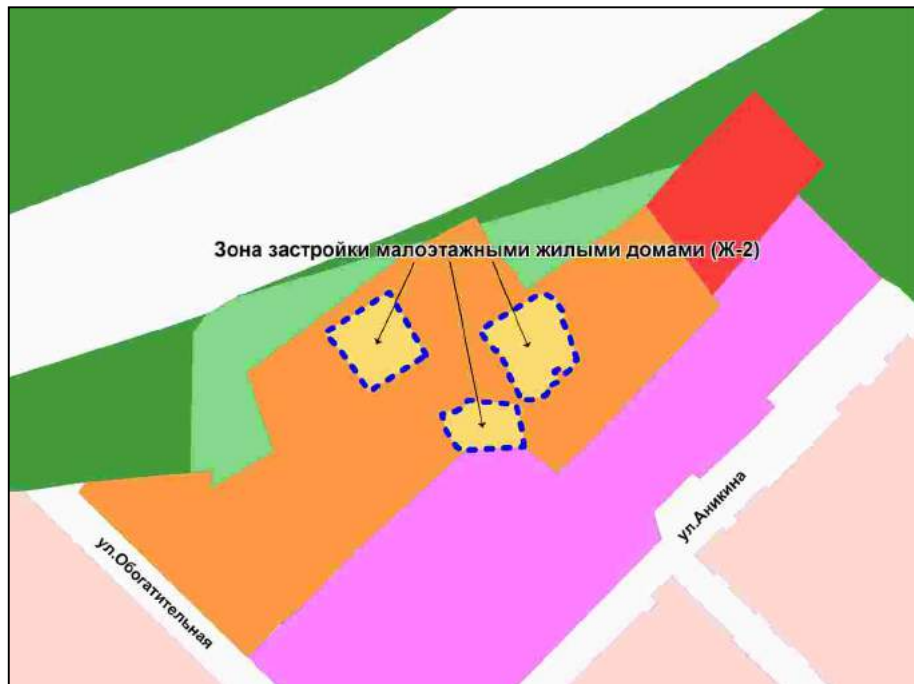 Зона застройки малоэтажными жилыми домами (Ж-2)
ул.Аникина
ул.Обогатительная